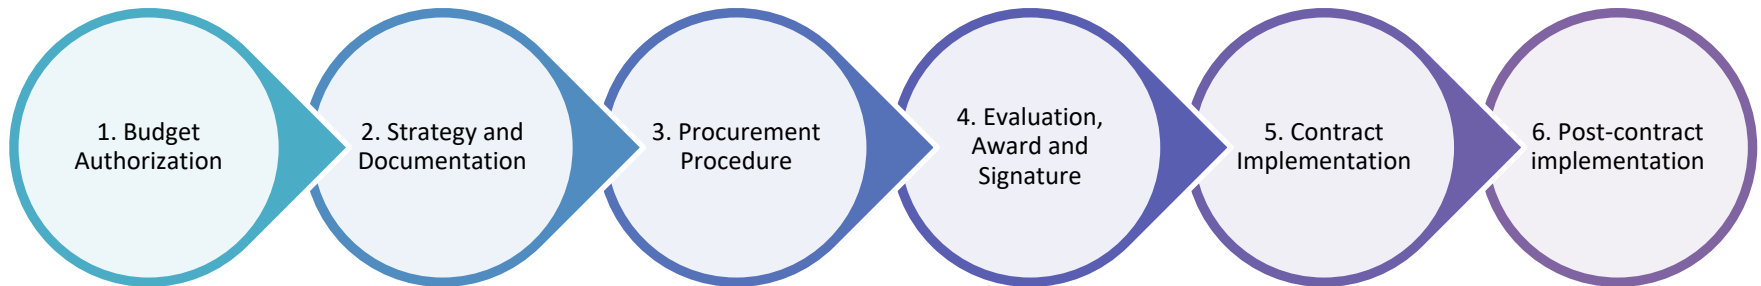 1. Budget
Authorization
2. Strategy and
Documentation
3. Procurement
Procedure
4. Evaluation,
Award and
Signature
5. Contract
Implementation
6. Post-contract
implementation